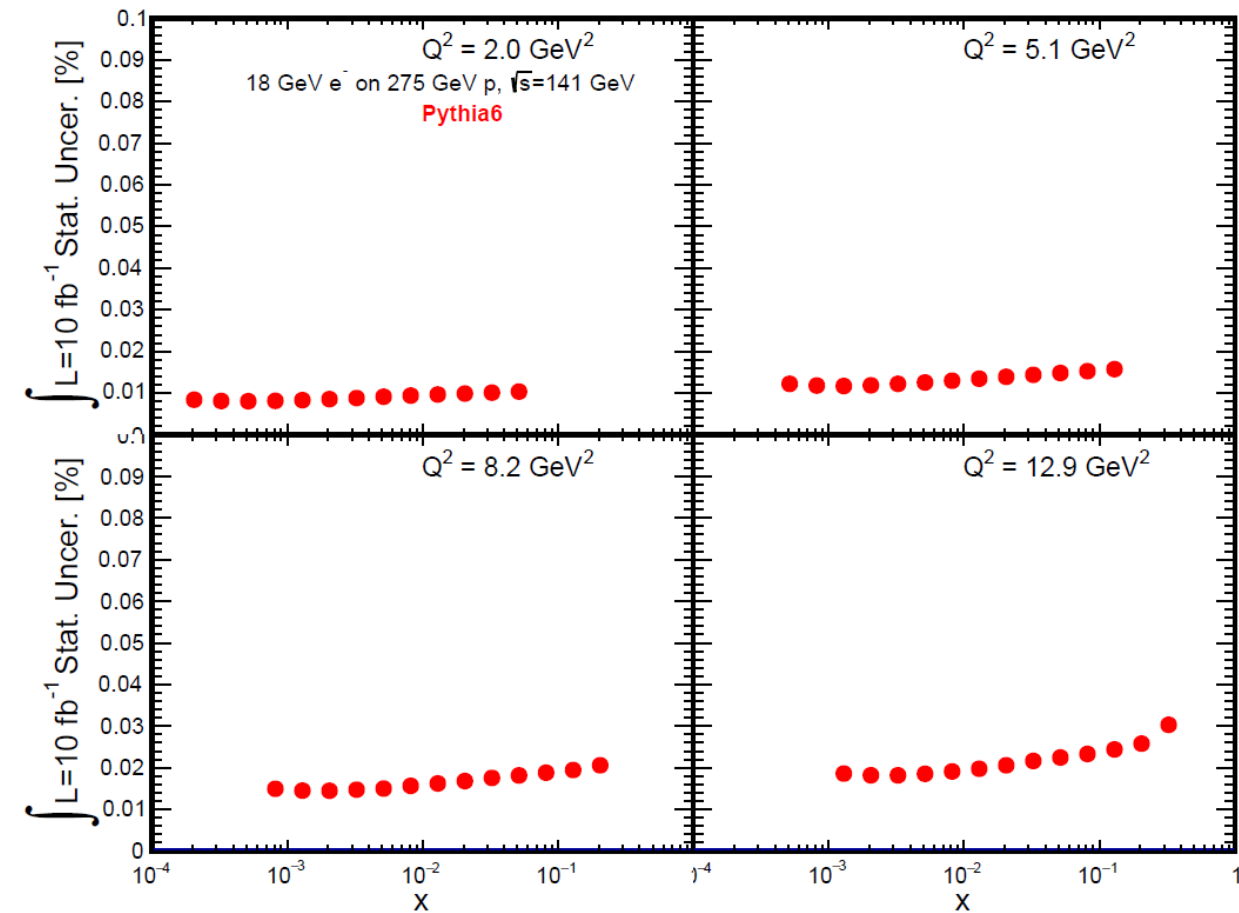 ∫L=10 fb⁻¹ Stat. Uncer. [%]
0.1
0.09
0.08
0.07
0.06
0.05
0.04
0.03
0.02
0.01
Q² = 2.0 GeV²
18 GeV e⁻ on 275 GeV p, √s=141 GeV
Pythia6
Q² = 5.1 GeV²
∫L=10 fb⁻¹ Stat. Uncer. [%]
0.09
0.08
0.07
0.06
0.05
0.04
0.03
0.02
0.01
0
Q² = 8.2 GeV²
Q² = 12.9 GeV²
10⁻⁴ 10⁻³ 10⁻² 10⁻¹
x
10⁻³ 10⁻² 10⁻¹ 1
x